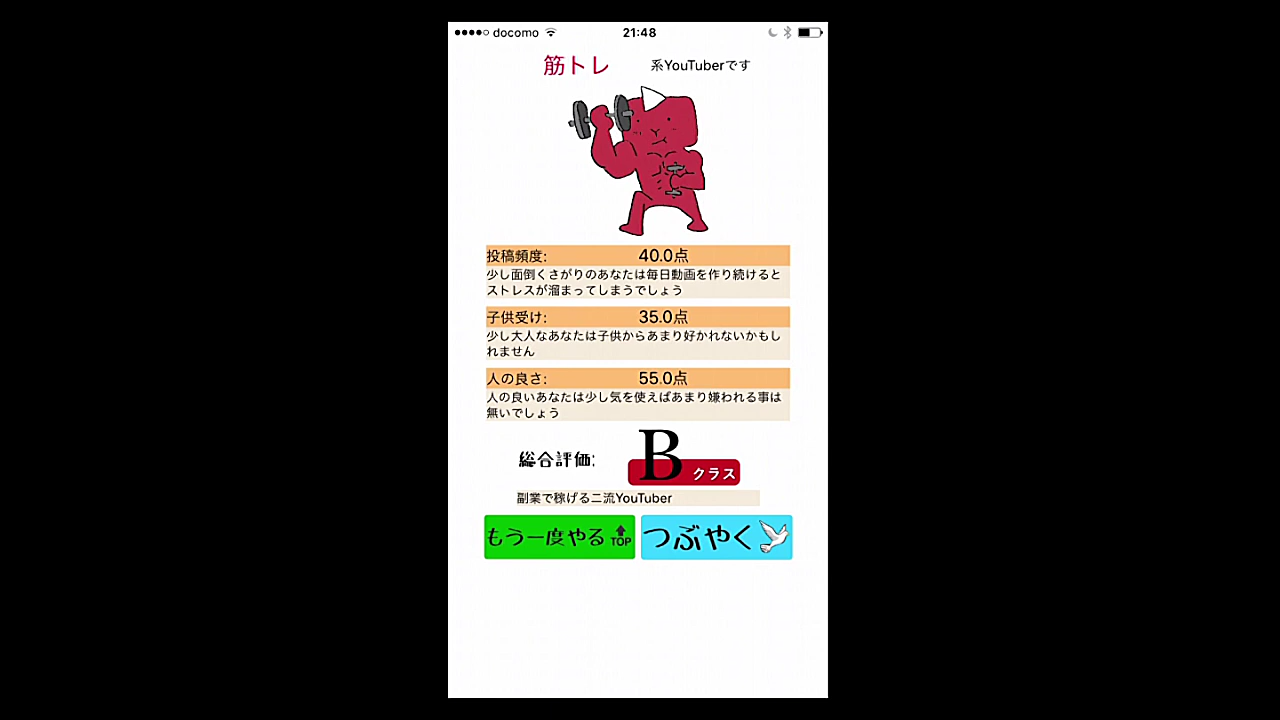 docomo 21:48
筋トレ 系YouTuberです
投稿頻度: 40.0点
少し面倒くさがりのあなたは毎日動画を作り続けると
ストレスが溜まってしまうでしょう
子供受け: 35.0点
少し大人なあなたは子供からあまり好かれないかもし
れません
人の良さ: 55.0点
人の良いあなたは少し気を使えばあまり嫌われる事は
無いでしょう
総合評価: Bクラス
副業で稼げる二流YouTuber
もう一度やる TOP つぶやく